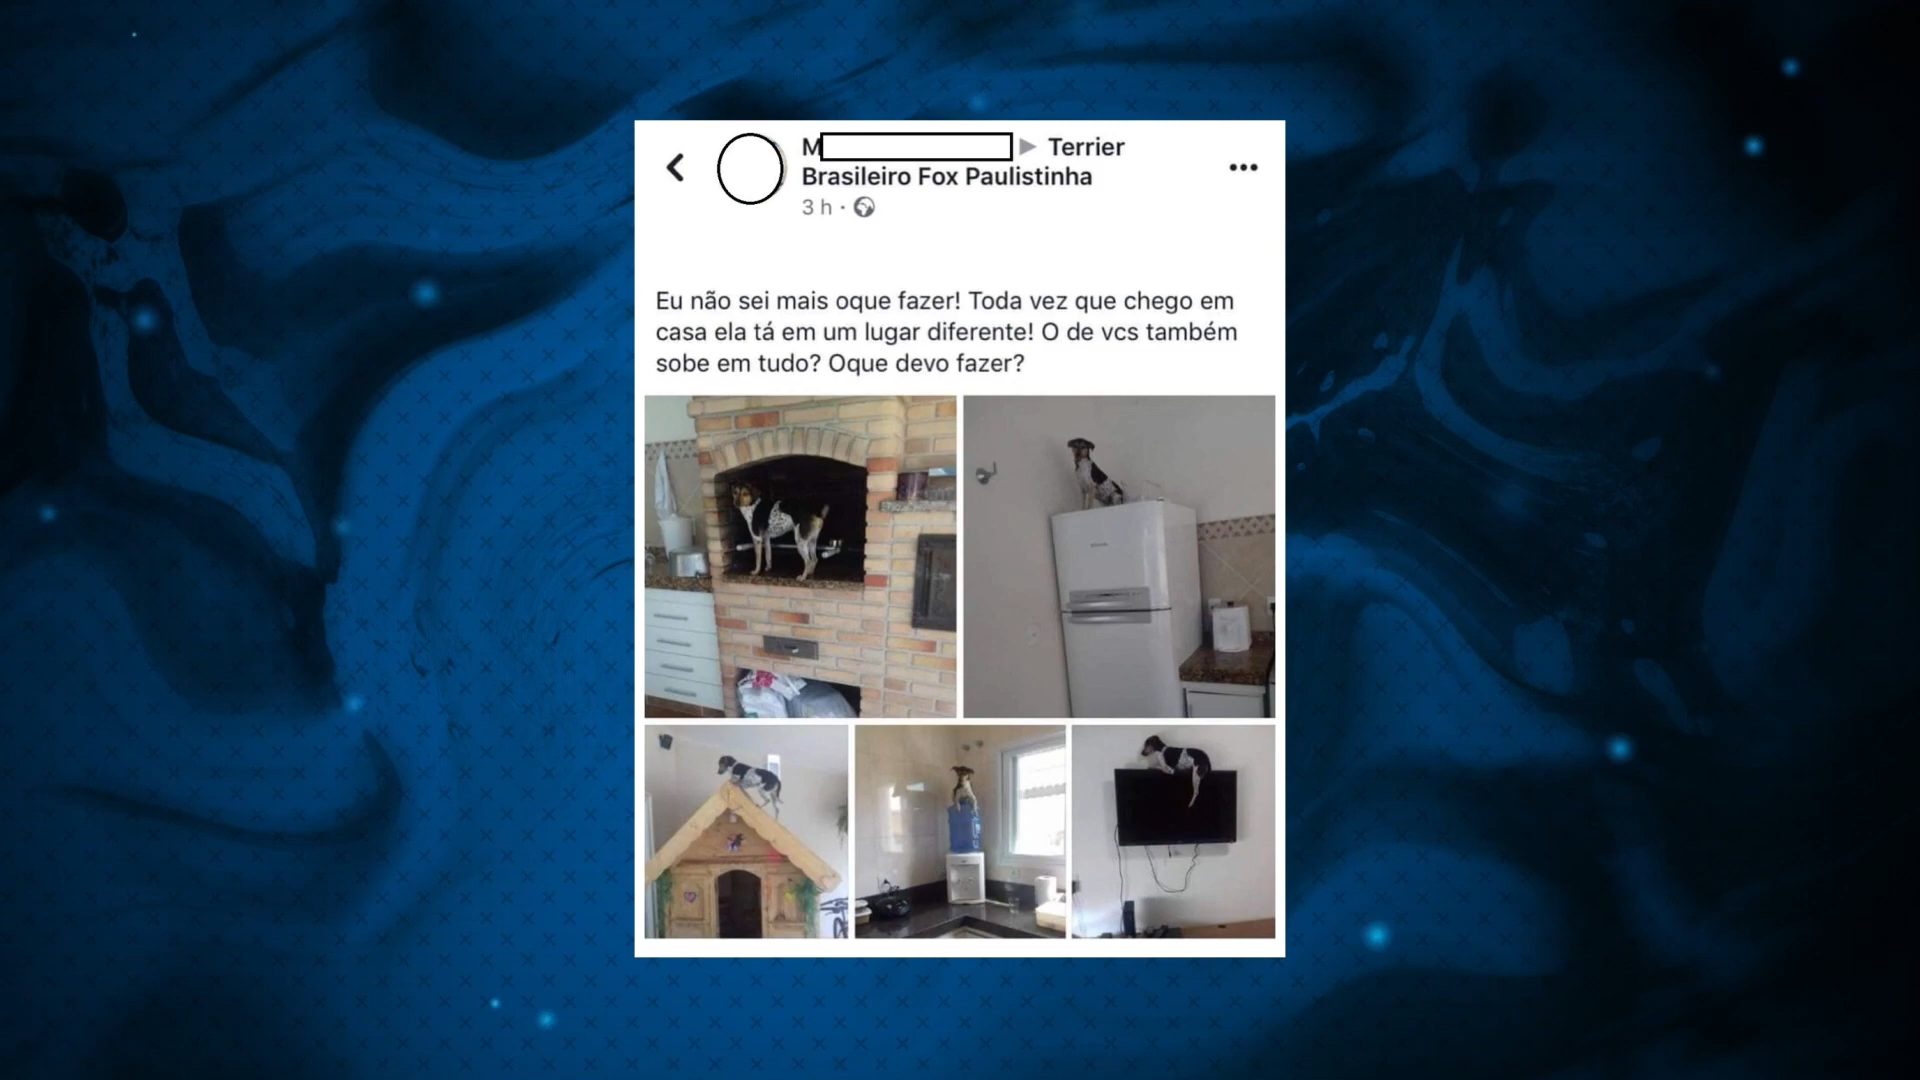 M Terrier
Brasileiro Fox Paulistinha
3 h ·
Eu não sei mais oque fazer! Toda vez que chego em
casa ela tá em um lugar diferente! O de vcs também
sobe em tudo? Oque devo fazer?